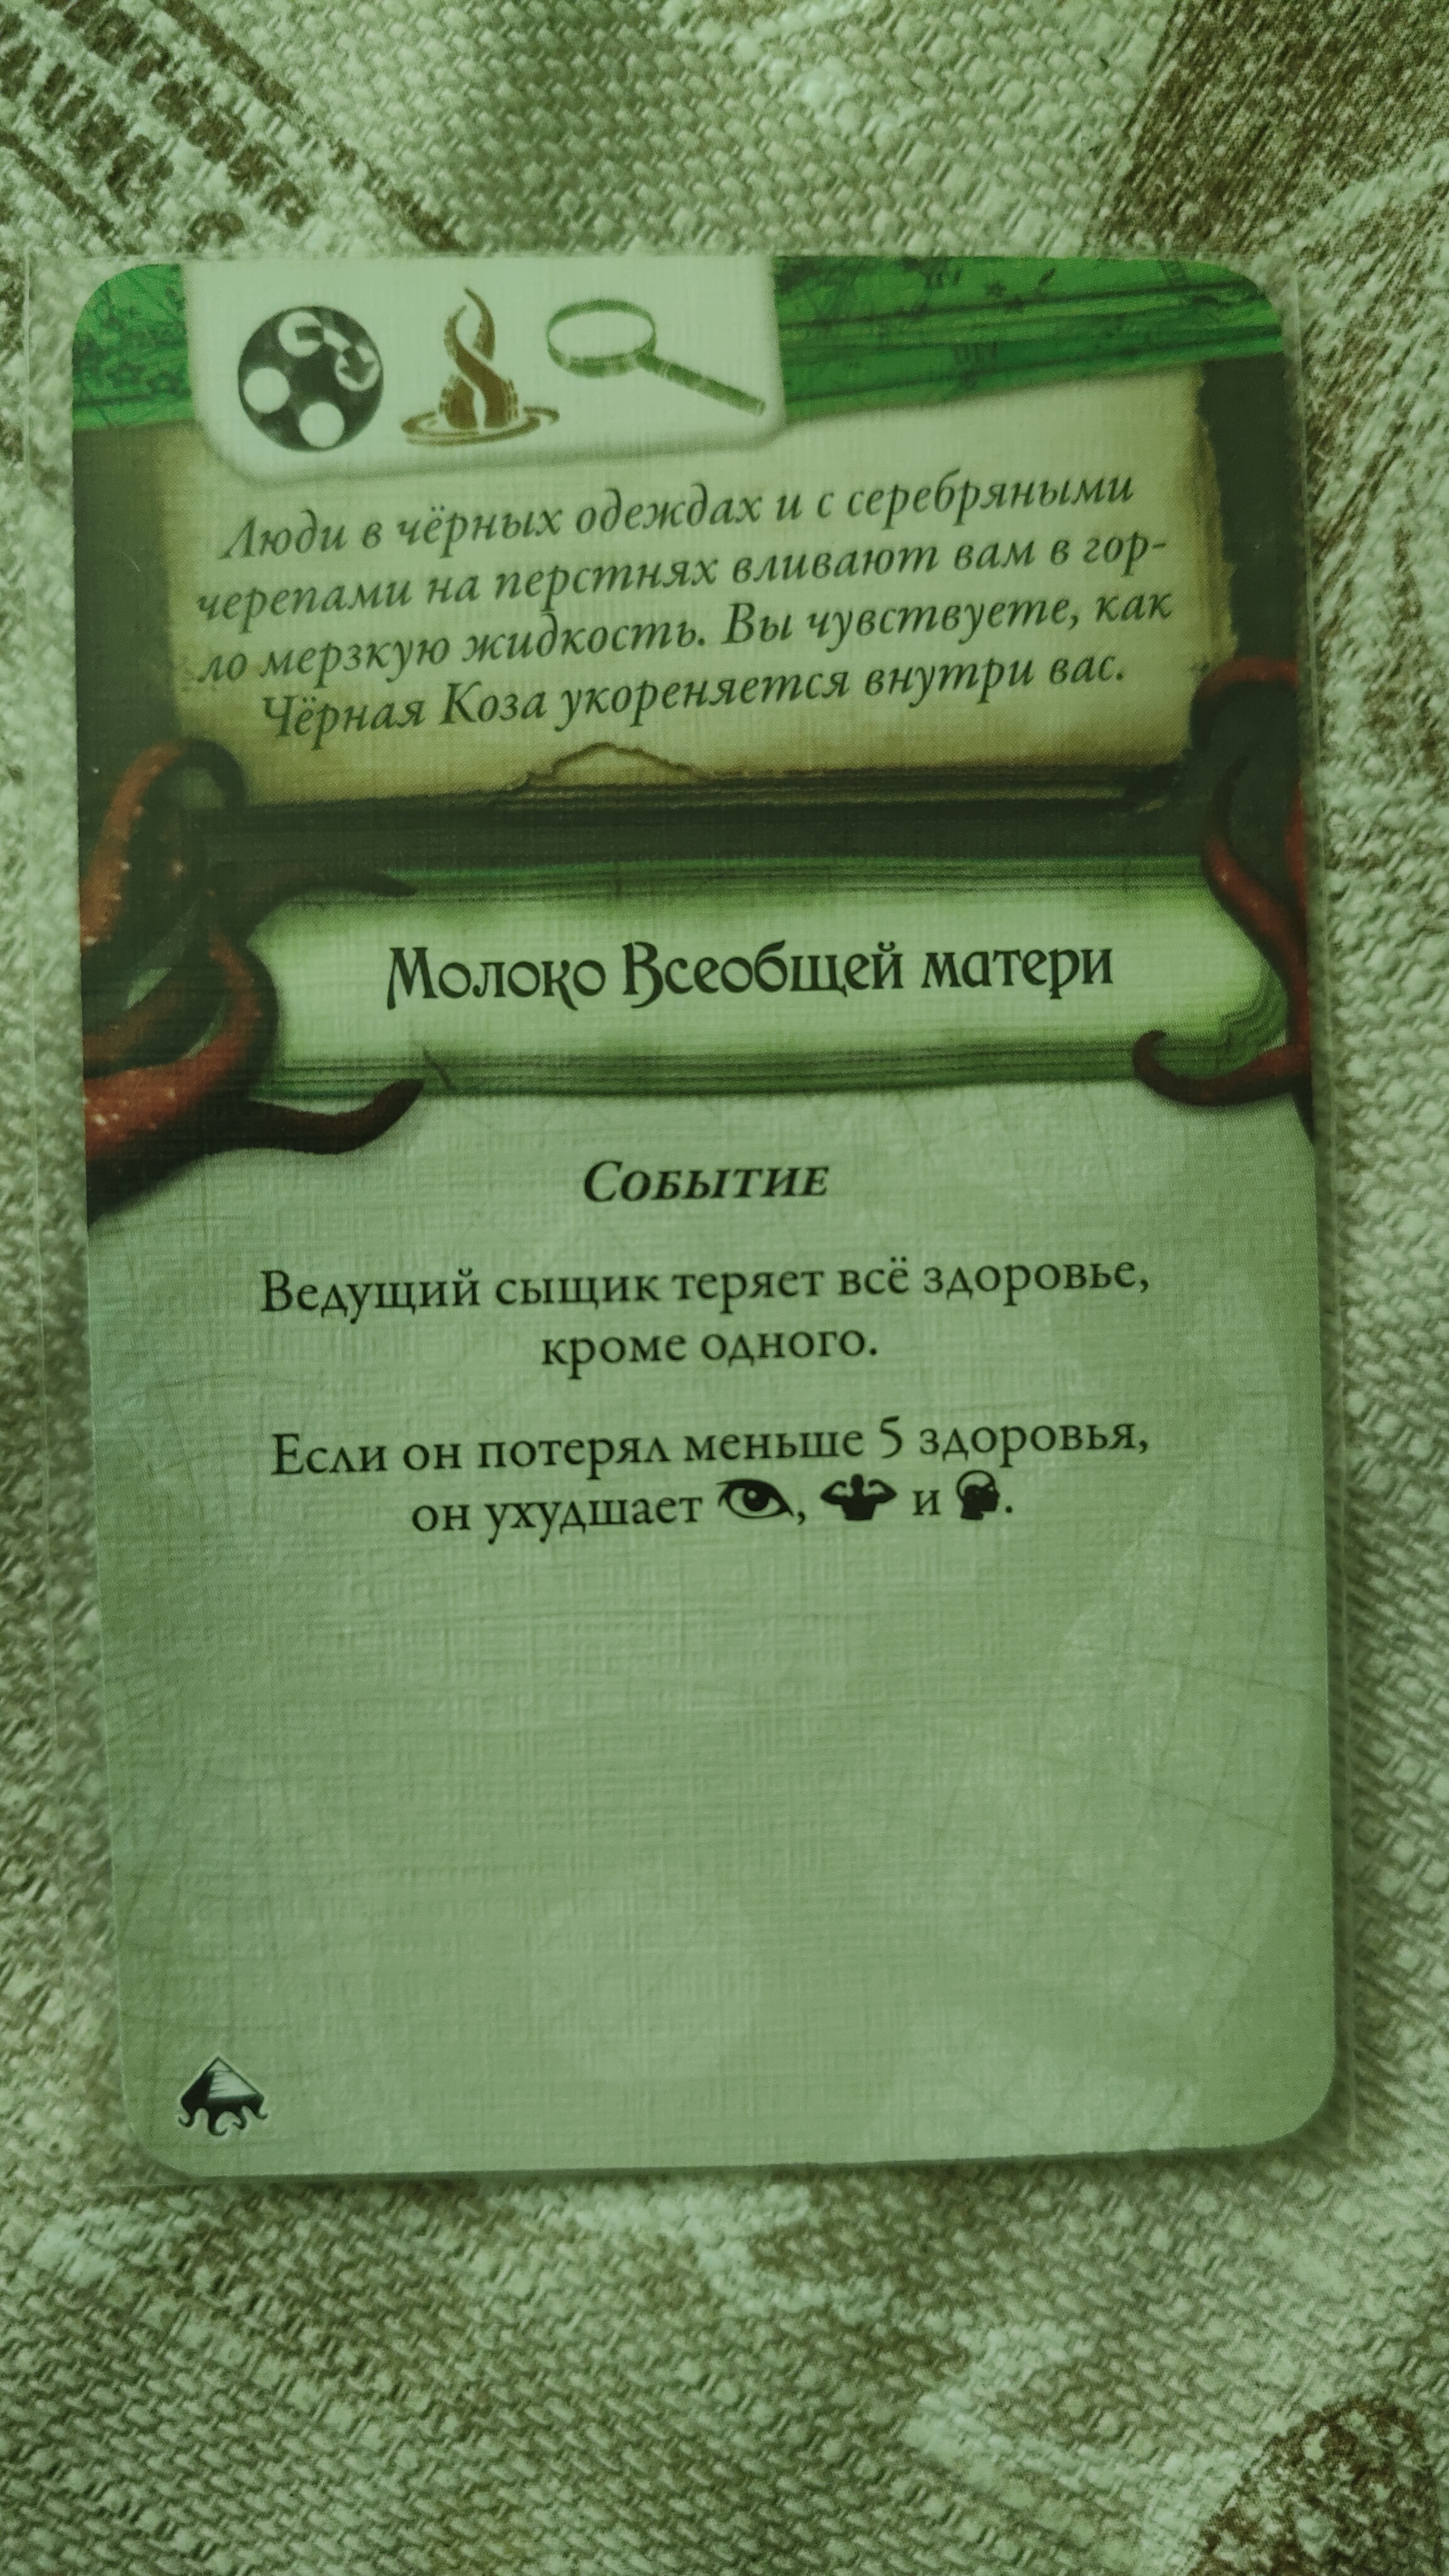 Люди в чёрных одеждах и с серебряными
черепами на перстнях вливают вам в гор-
ло мерзкую жидкость. Вы чувствуете, как
Чёрная Коза укореняется внутри вас.
Молоко Всеобщей матери
Событие
Ведущий сыщик теряет всё здоровье,
кроме одного.
Если он потерял меньше 5 здоровья,
он ухудшает , и .